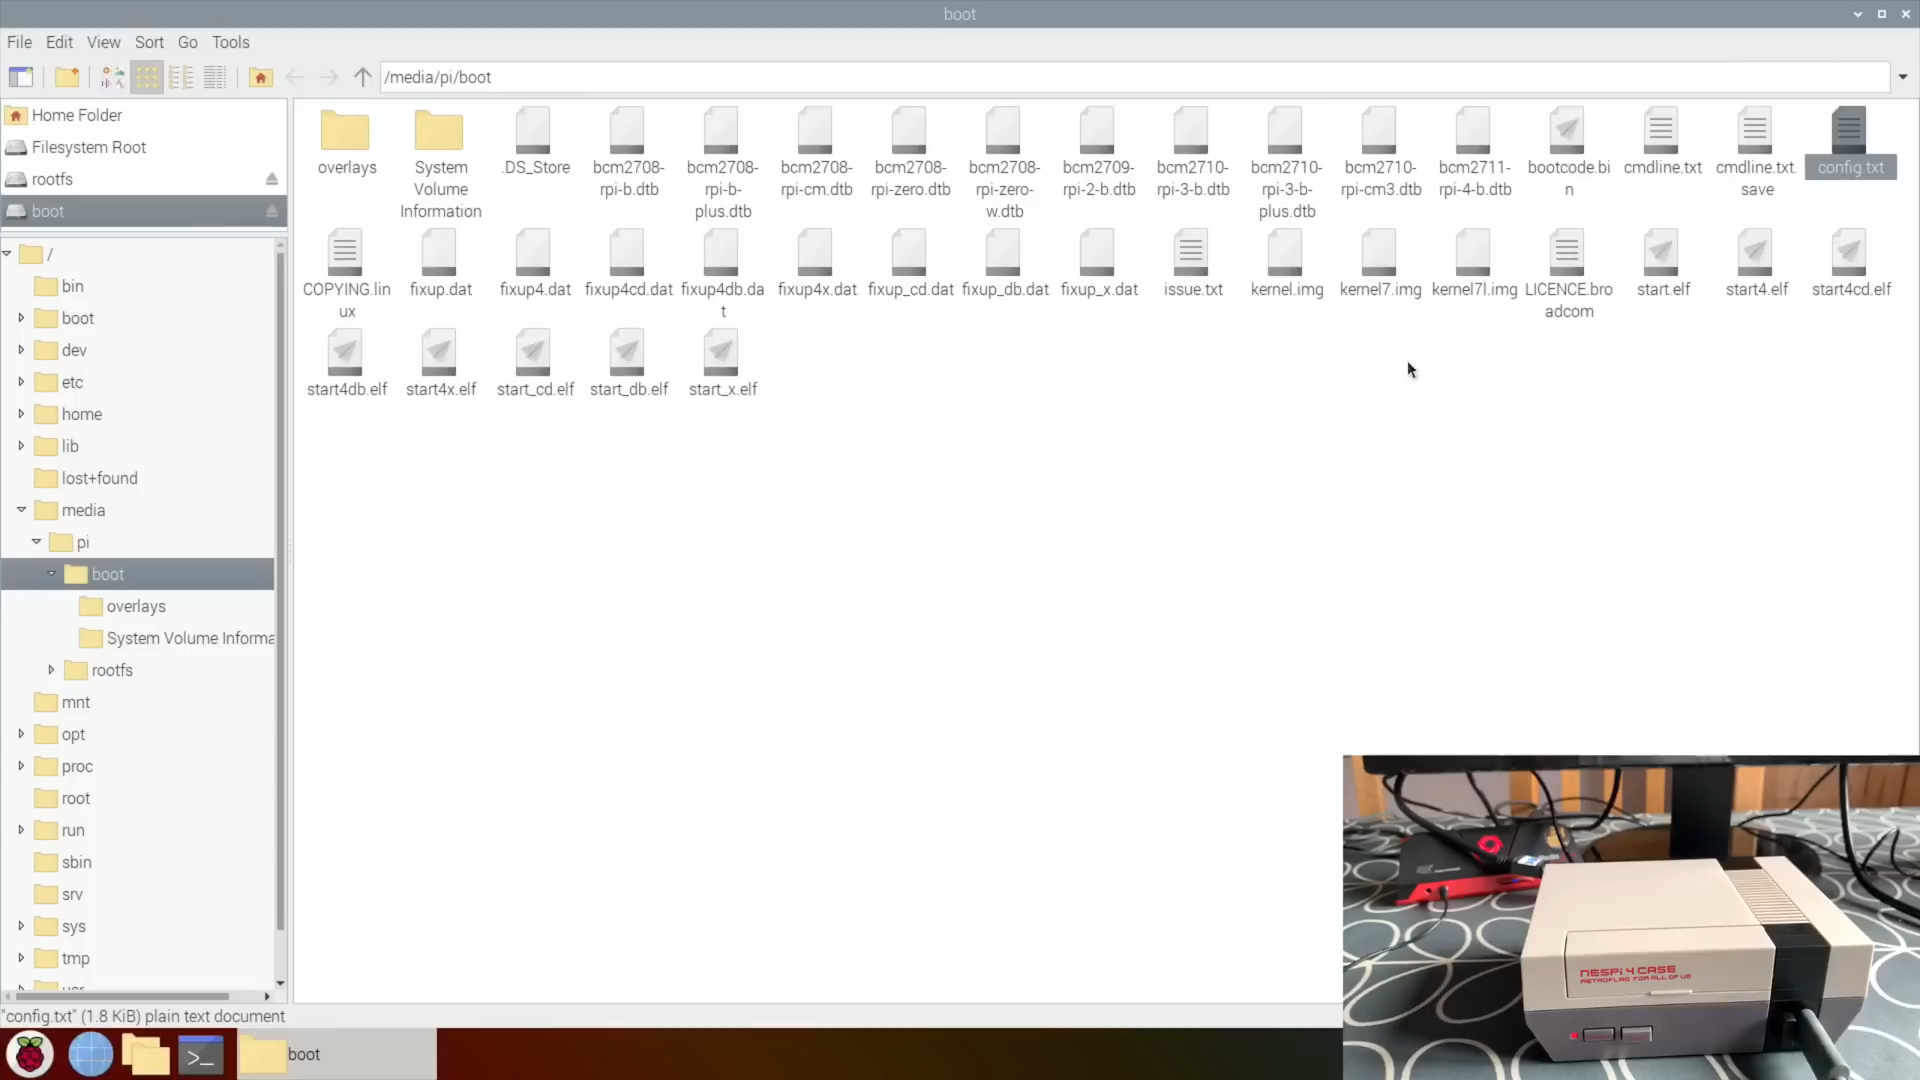 boot
File Edit View Sort Go Tools
/media/pi/boot
Home Folder
Filesystem Root
rootfs
boot
/
bin
boot
dev
etc
home
lib
lost+found
media
pi
boot
overlays
System Volume Informa
rootfs
mnt
opt
proc
root
run
sbin
srv
sys
tmp
usr
overlays
System
Volume
Information
.DS_Store
bcm2708-
rpi-b.dtb
bcm2708-
rpi-b-
plus.dtb
bcm2708-
rpi-cm.dtb
bcm2708-
rpi-zero.dtb
bcm2708-
rpi-zero-
w.dtb
bcm2709-
rpi-2-b.dtb
bcm2710-
rpi-3-b.dtb
bcm2710-
rpi-3-b-
plus.dtb
bcm2710-
rpi-cm3.dtb
bcm2711-
rpi-4-b.dtb
bootcode.bi
n
cmdline.txt
cmdline.txt.
save
config.txt
COPYING.lin
ux
fixup.dat
fixup4.dat
fixup4cd.dat
fixup4db.da
t
fixup4x.dat
fixup_cd.dat
fixup_db.dat
fixup_x.dat
issue.txt
kernel.img
kernel7.img
kernel7l.img
LICENCE.bro
adcom
start.elf
start4.elf
start4cd.elf
start4db.elf
start4x.elf
start_cd.elf
start_db.elf
start_x.elf
NESPi 4 CASE
RETROFLAG FOR ALL OF US
"config.txt" (1.8 KiB) plain text document
>_
boot